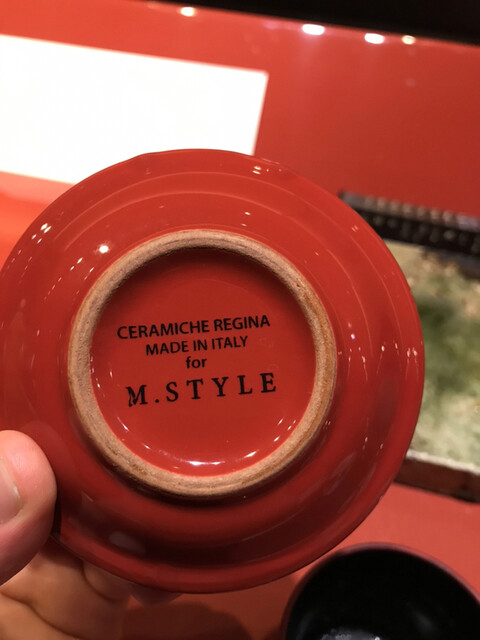 CERAMICHE REGINA
MADE IN ITALY
for
M.STYLE